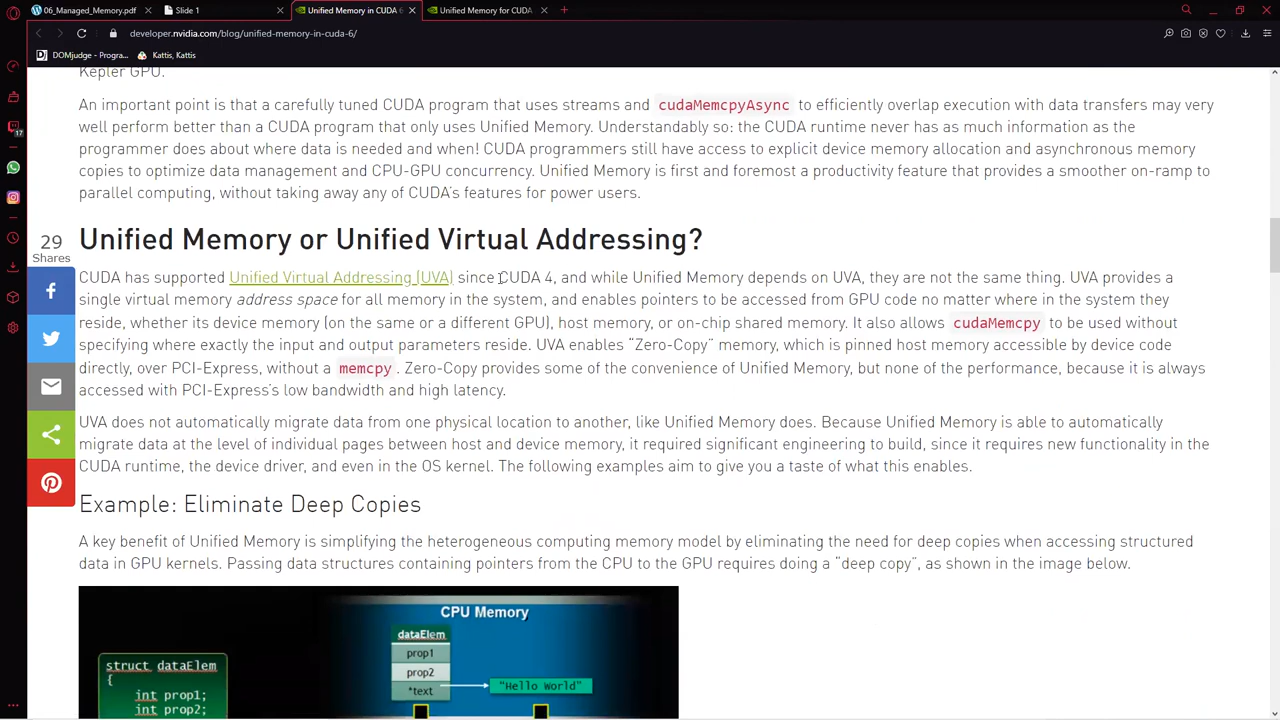 06_Managed_Memory.pdf
Slide 1
Unified Memory in CUDA 6
Unified Memory for CUDA
developer.nvidia.com/blog/unified-memory-in-cuda-6/
DOMjudge - Progra...
Kattis, Kattis
17
Kepler GPU.
An important point is that a carefully tuned CUDA program that uses streams and cudaMemcpyAsync to efficiently overlap execution with data transfers may very
well perform better than a CUDA program that only uses Unified Memory. Understandably so: the CUDA runtime never has as much information as the
programmer does about where data is needed and when! CUDA programmers still have access to explicit device memory allocation and asynchronous memory
copies to optimize data management and CPU-GPU concurrency. Unified Memory is first and foremost a productivity feature that provides a smoother on-ramp to
parallel computing, without taking away any of CUDA's features for power users.
29
Shares
Unified Memory or Unified Virtual Addressing?
CUDA has supported Unified Virtual Addressing (UVA) since CUDA 4, and while Unified Memory depends on UVA, they are not the same thing. UVA provides a
single virtual memory address space for all memory in the system, and enables pointers to be accessed from GPU code no matter where in the system they
reside, whether its device memory (on the same or a different GPU), host memory, or on-chip shared memory. It also allows cudaMemcpy to be used without
specifying where exactly the input and output parameters reside. UVA enables "Zero-Copy" memory, which is pinned host memory accessible by device code
directly, over PCI-Express, without a memcpy. Zero-Copy provides some of the convenience of Unified Memory, but none of the performance, because it is always
accessed with PCI-Express's low bandwidth and high latency.
UVA does not automatically migrate data from one physical location to another, like Unified Memory does. Because Unified Memory is able to automatically
migrate data at the level of individual pages between host and device memory, it required significant engineering to build, since it requires new functionality in the
CUDA runtime, the device driver, and even in the OS kernel. The following examples aim to give you a taste of what this enables.
Example: Eliminate Deep Copies
A key benefit of Unified Memory is simplifying the heterogeneous computing memory model by eliminating the need for deep copies when accessing structured
data in GPU kernels. Passing data structures containing pointers from the CPU to the GPU requires doing a "deep copy", as shown in the image below.
CPU Memory
dataElem
prop1
prop2
*text
"Hello World"
struct dataElem
{
int prop1;
int prop2;